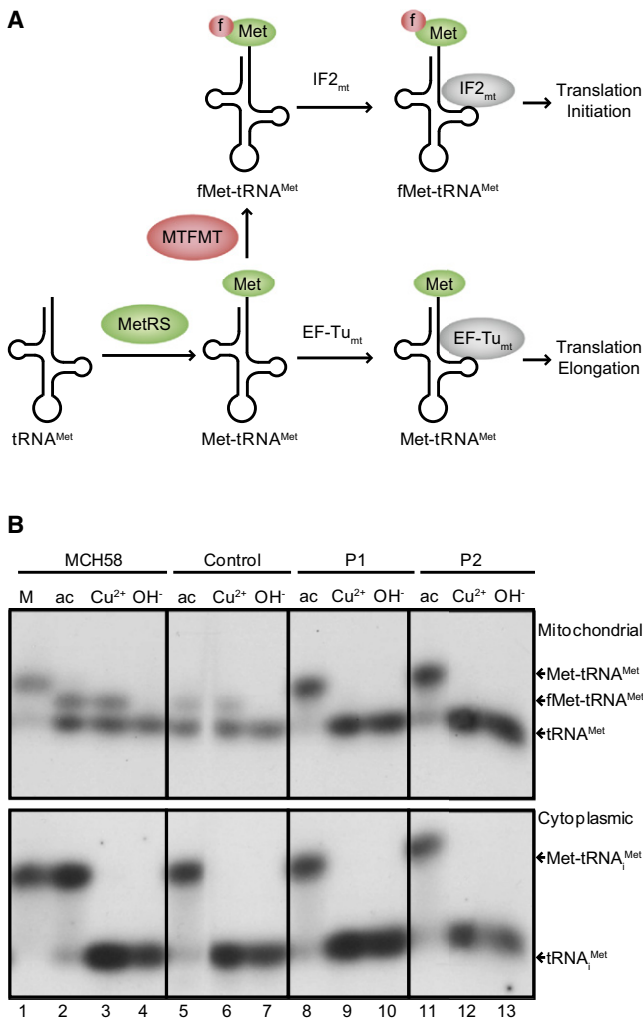 A
f Met
f Met
IF2mt
IF2mt
Translation Initiation
fMet-tRNAMet
fMet-tRNAMet
MTFMT
Met
Met
MetRS
EF-Tumt
EF-Tumt
Translation Elongation
tRNAMet
Met-tRNAMet
Met-tRNAMet
B
MCH58 Control P1 P2
M ac Cu2+ OH- ac Cu2+ OH- ac Cu2+ OH- ac Cu2+ OH-
Mitochondrial
Met-tRNAMet
fMet-tRNAMet
tRNAMet
Cytoplasmic
Met-tRNAiMet
tRNAiMet
1 2 3 4 5 6 7 8 9 10 11 12 13